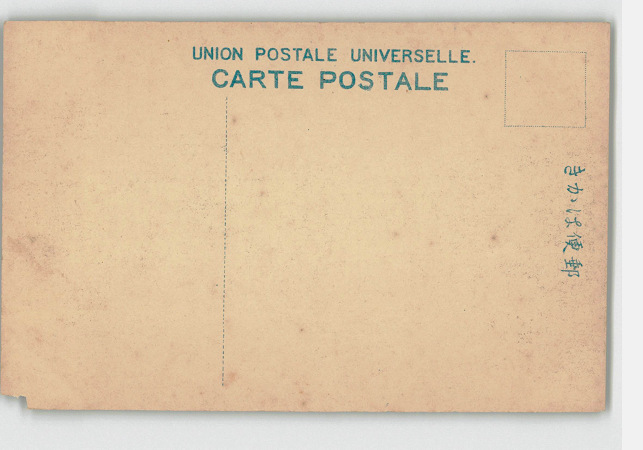 UNION POSTALE UNIVERSELLE.
CARTE POSTALE
きかは便郵